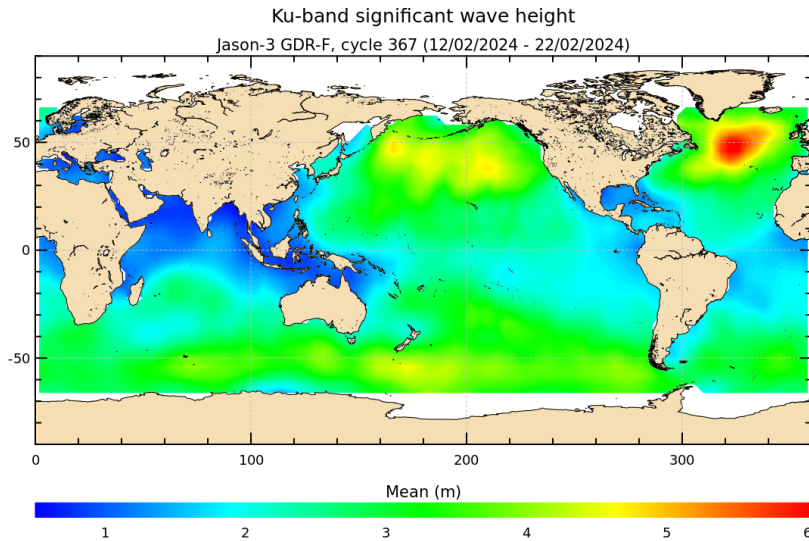 Ku-band significant wave height
Jason-3 GDR-F, cycle 367 (12/02/2024 - 22/02/2024)
50
0
-50
0 100 200 300
Mean (m)
1 2 3 4 5 6